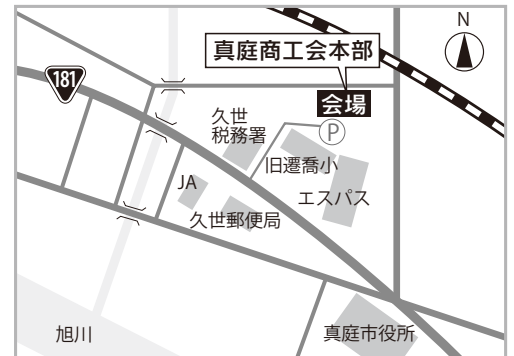 N
真庭商工会本部
181
会場
久世
税務署
P
旧遷喬小
JA
エスパス
久世郵便局
旭川
真庭市役所